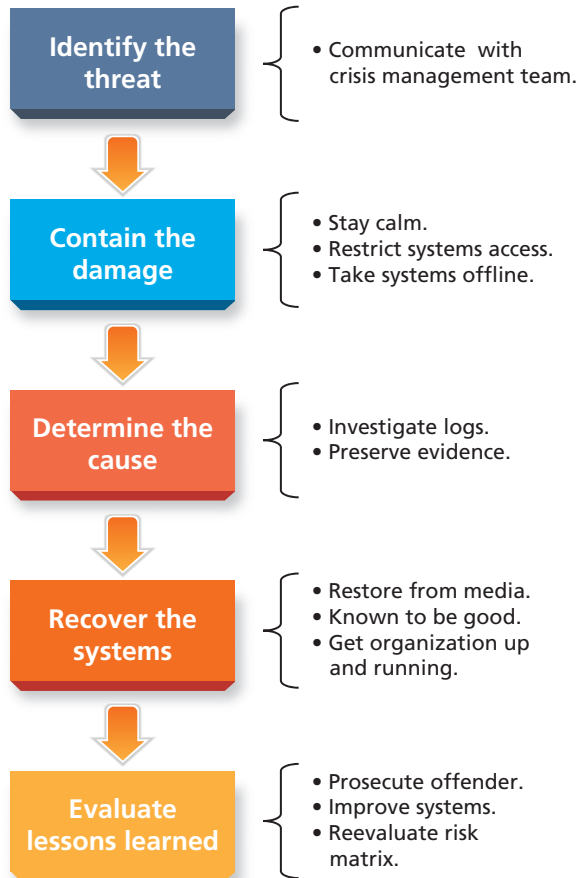 Identify the
threat
• Communicate with
crisis management team.
Contain the
damage
• Stay calm.
• Restrict systems access.
• Take systems offline.
Determine the
cause
• Investigate logs.
• Preserve evidence.
Recover the
systems
• Restore from media.
• Known to be good.
• Get organization up
and running.
Evaluate
lessons learned
• Prosecute offender.
• Improve systems.
• Reevaluate risk
matrix.